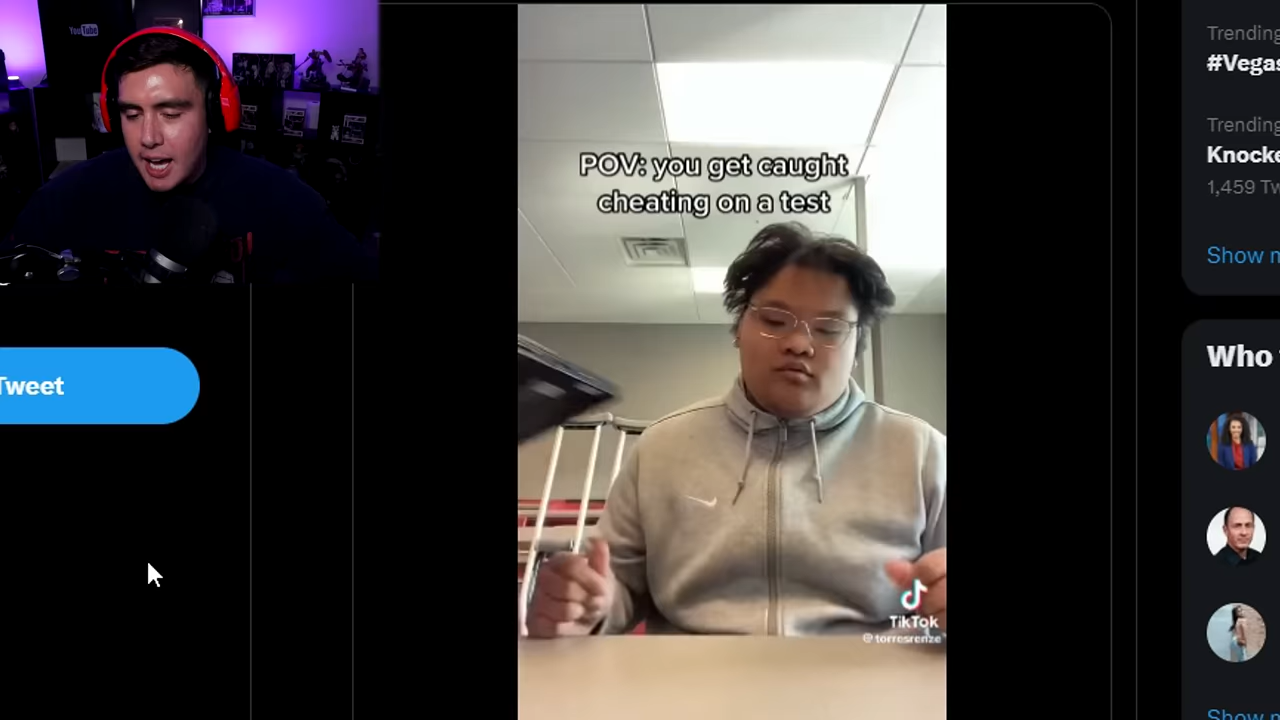 YouTube
Tweet
POV: you get caught
cheating on a test
TikTok
@torresrenze
Trending
#Vegas
Trending
Knocke
1,459 Tw
Show m
Who
Show m